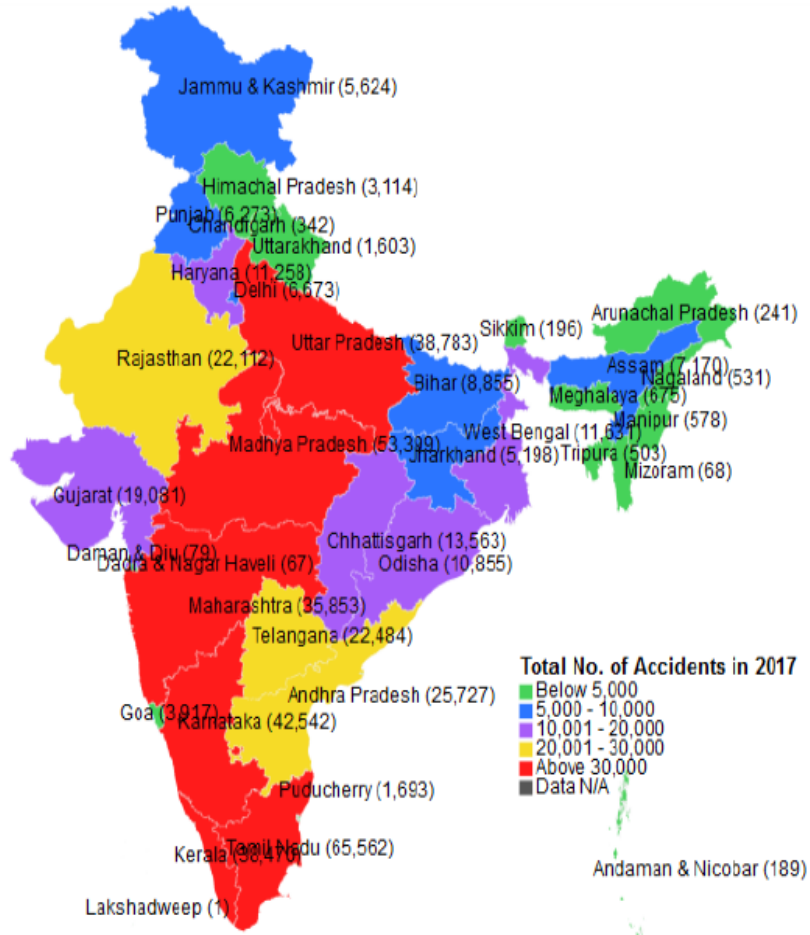 Jammu & Kashmir (5,624)
Himachal Pradesh (3,114)
Punjab (6,273)
Chandigarh (342)
Uttarakhand (1,603)
Haryana (11,258)
Delhi (6,673)
Arunachal Pradesh (241)
Sikkim (196)
Uttar Pradesh (38,783)
Rajasthan (22,112)
Assam (7,170)
Bihar (8,855)
Nagaland (531)
Meghalaya (675)
Manipur (578)
West Bengal (11,631)
Madhya Pradesh (53,399)
Jharkhand (5,198)
Tripura (503)
Mizoram (68)
Gujarat (19,081)
Chhattisgarh (13,563)
Daman & Diu (79)
Dadra & Nagar Haveli (67)
Odisha (10,855)
Maharashtra (35,853)
Telangana (22,484)
Total No. of Accidents in 2017
Below 5,000
5,000 - 10,000
10,001 - 20,000
20,001 - 30,000
Above 30,000
Data N/A
Andhra Pradesh (25,727)
Goa (3,917)
Karnataka (42,542)
Puducherry (1,693)
Tamil Nadu (65,562)
Kerala (38,470)
Andaman & Nicobar (189)
Lakshadweep (1)